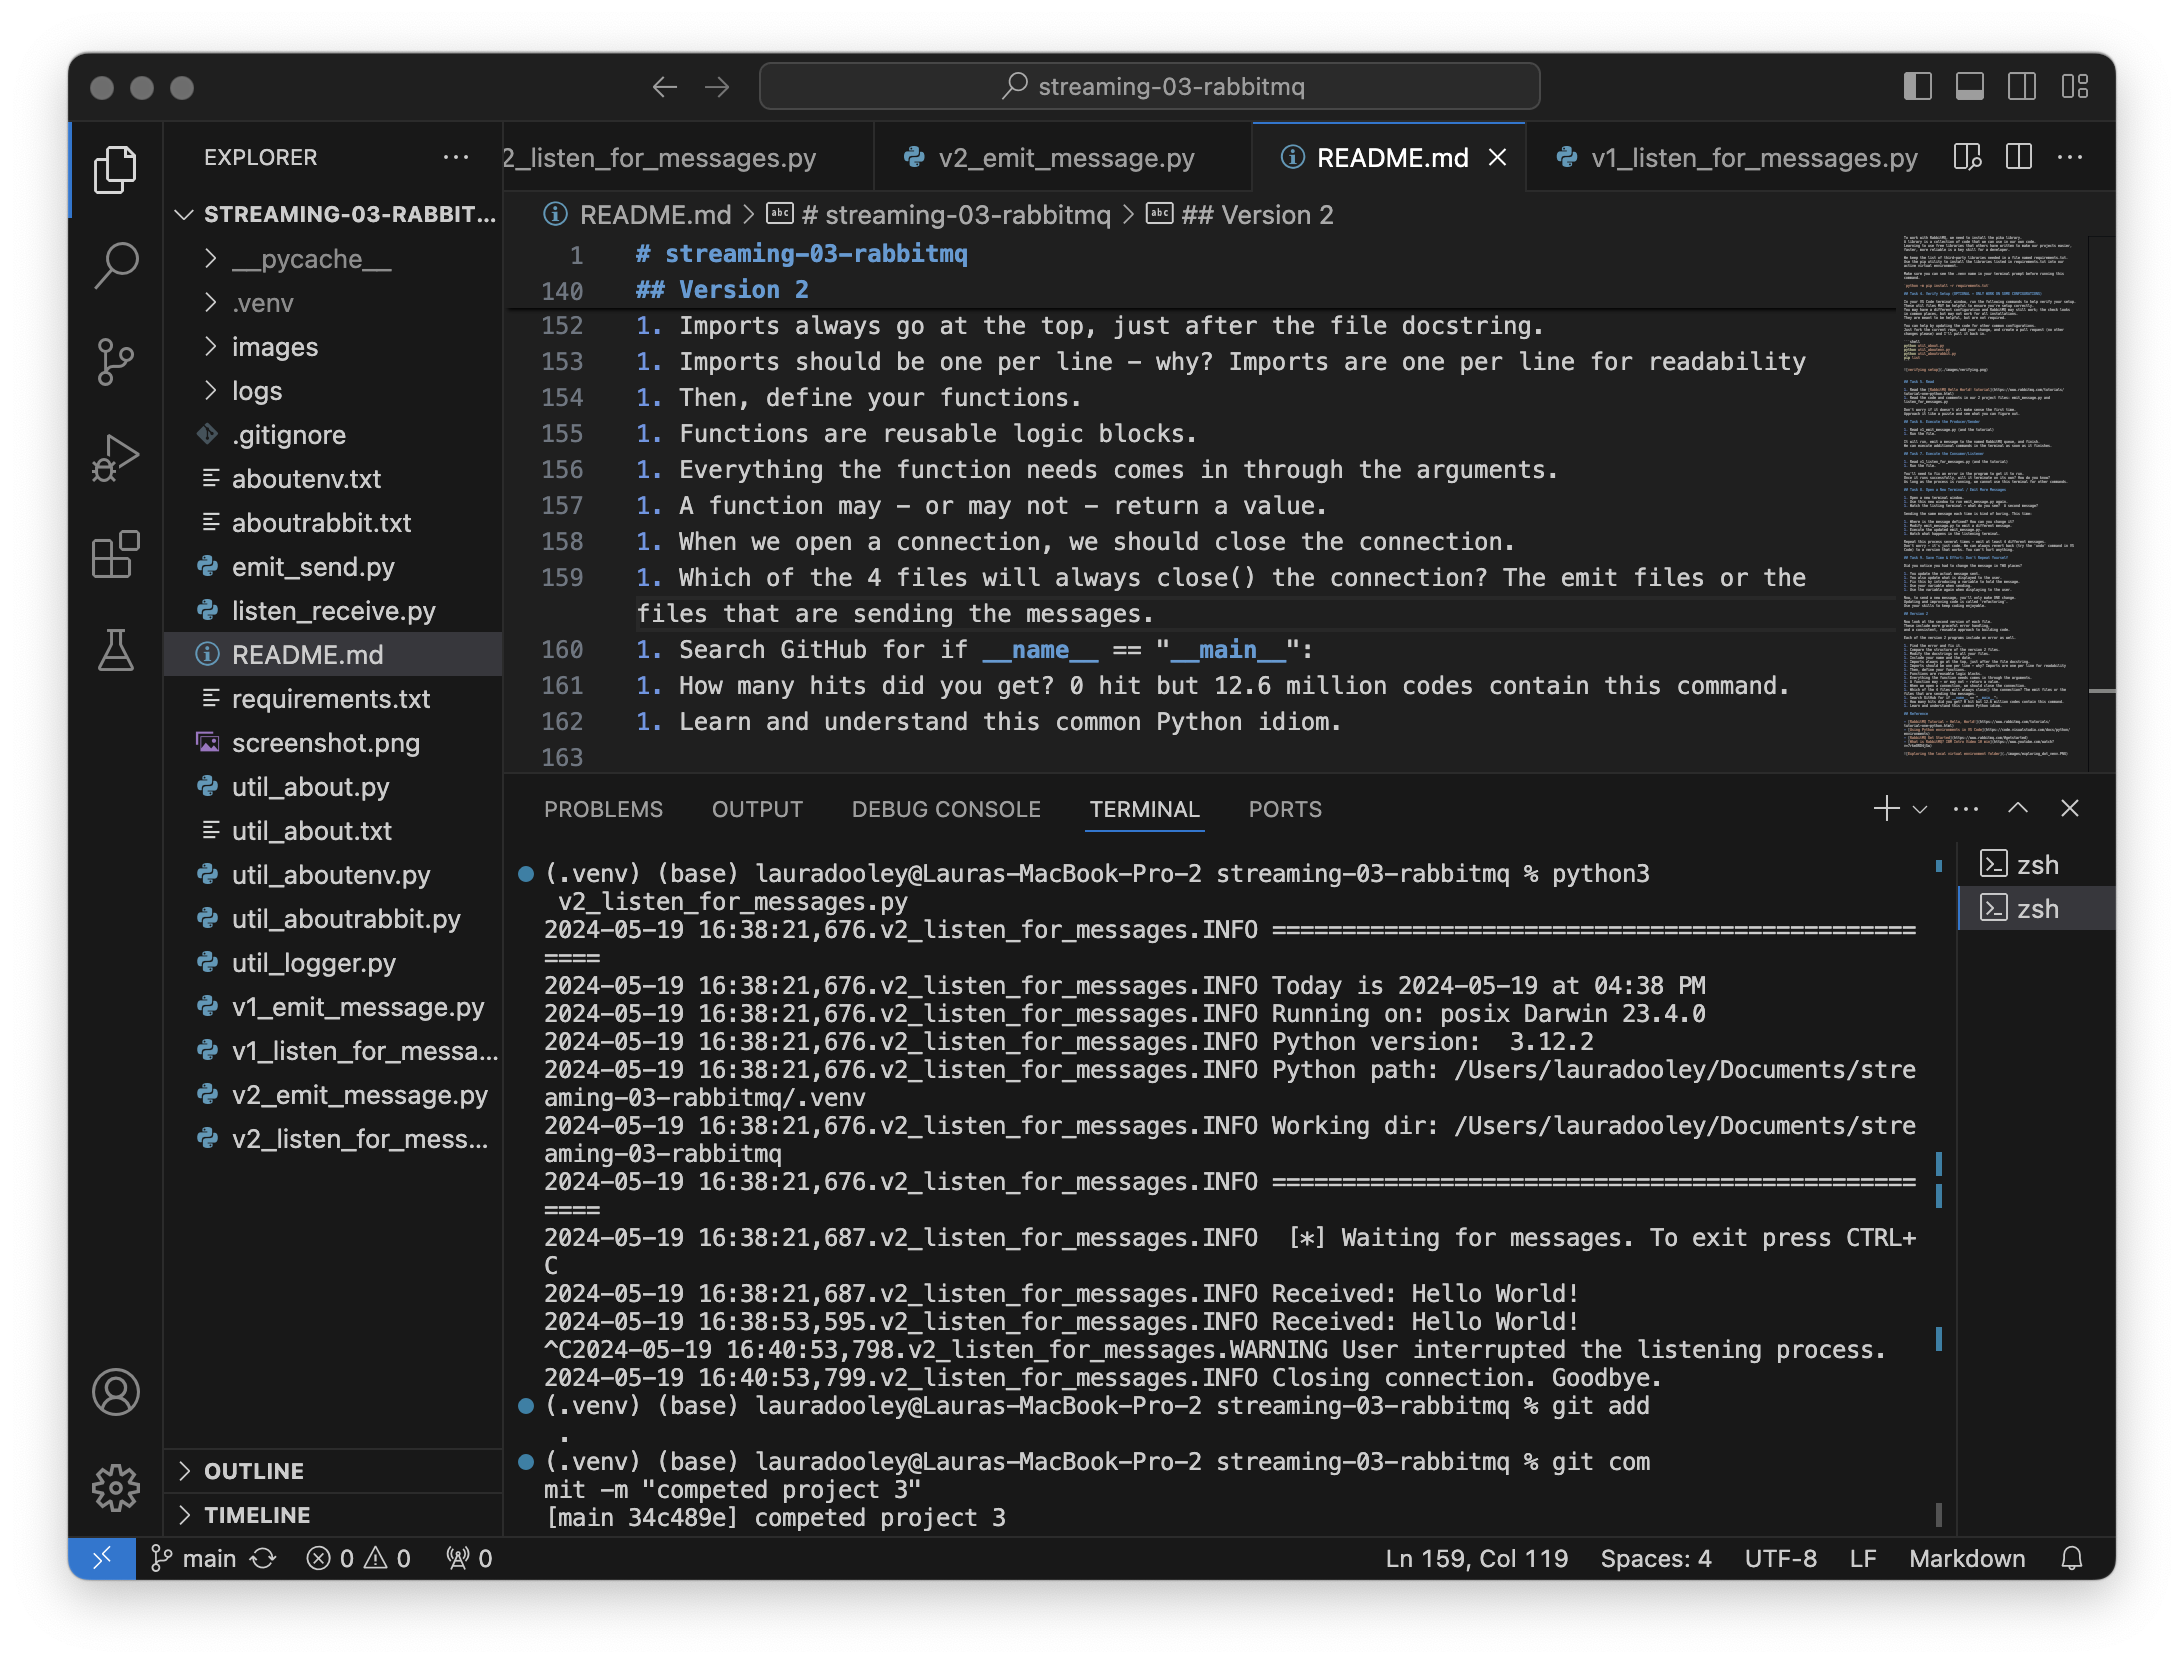 streaming-03-rabbitmq
EXPLORER
STREAMING-03-RABBIT...
__pycache__
.venv
images
logs
.gitignore
aboutenv.txt
aboutrabbit.txt
emit_send.py
listen_receive.py
README.md
requirements.txt
screenshot.png
util_about.py
util_about.txt
util_aboutenv.py
util_aboutrabbit.py
util_logger.py
v1_emit_message.py
v1_listen_for_messa...
v2_emit_message.py
v2_listen_for_mess...
OUTLINE
TIMELINE
2_listen_for_messages.py
v2_emit_message.py
README.md
v1_listen_for_messages.py
README.md > # streaming-03-rabbitmq > ## Version 2
1 # streaming-03-rabbitmq
140 ## Version 2
152 1. Imports always go at the top, just after the file docstring.
153 1. Imports should be one per line - why? Imports are one per line for readability
154 1. Then, define your functions.
155 1. Functions are reusable logic blocks.
156 1. Everything the function needs comes in through the arguments.
157 1. A function may - or may not - return a value.
158 1. When we open a connection, we should close the connection.
159 1. Which of the 4 files will always close() the connection? The emit files or the
files that are sending the messages.
160 1. Search GitHub for if __name__ == "__main__":
161 1. How many hits did you get? 0 hit but 12.6 million codes contain this command.
162 1. Learn and understand this common Python idiom.
163
PROBLEMS OUTPUT DEBUG CONSOLE TERMINAL PORTS
zsh
zsh
(.venv) (base) lauradooley@Lauras-MacBook-Pro-2 streaming-03-rabbitmq % python3
v2_listen_for_messages.py
2024-05-19 16:38:21,676.v2_listen_for_messages.INFO ==============================================
====
2024-05-19 16:38:21,676.v2_listen_for_messages.INFO Today is 2024-05-19 at 04:38 PM
2024-05-19 16:38:21,676.v2_listen_for_messages.INFO Running on: posix Darwin 23.4.0
2024-05-19 16:38:21,676.v2_listen_for_messages.INFO Python version:  3.12.2
2024-05-19 16:38:21,676.v2_listen_for_messages.INFO Python path: /Users/lauradooley/Documents/stre
aming-03-rabbitmq/.venv
2024-05-19 16:38:21,676.v2_listen_for_messages.INFO Working dir: /Users/lauradooley/Documents/stre
aming-03-rabbitmq
2024-05-19 16:38:21,676.v2_listen_for_messages.INFO ==============================================
====
2024-05-19 16:38:21,687.v2_listen_for_messages.INFO  [*] Waiting for messages. To exit press CTRL+
C
2024-05-19 16:38:21,687.v2_listen_for_messages.INFO Received: Hello World!
2024-05-19 16:38:53,595.v2_listen_for_messages.INFO Received: Hello World!
^C2024-05-19 16:40:53,798.v2_listen_for_messages.WARNING User interrupted the listening process.
2024-05-19 16:40:53,799.v2_listen_for_messages.INFO Closing connection. Goodbye.
(.venv) (base) lauradooley@Lauras-MacBook-Pro-2 streaming-03-rabbitmq % git add
.
(.venv) (base) lauradooley@Lauras-MacBook-Pro-2 streaming-03-rabbitmq % git com
mit -m "competed project 3"
[main 34c489e] competed project 3
main 0 0 0
Ln 159, Col 119 Spaces: 4 UTF-8 LF Markdown